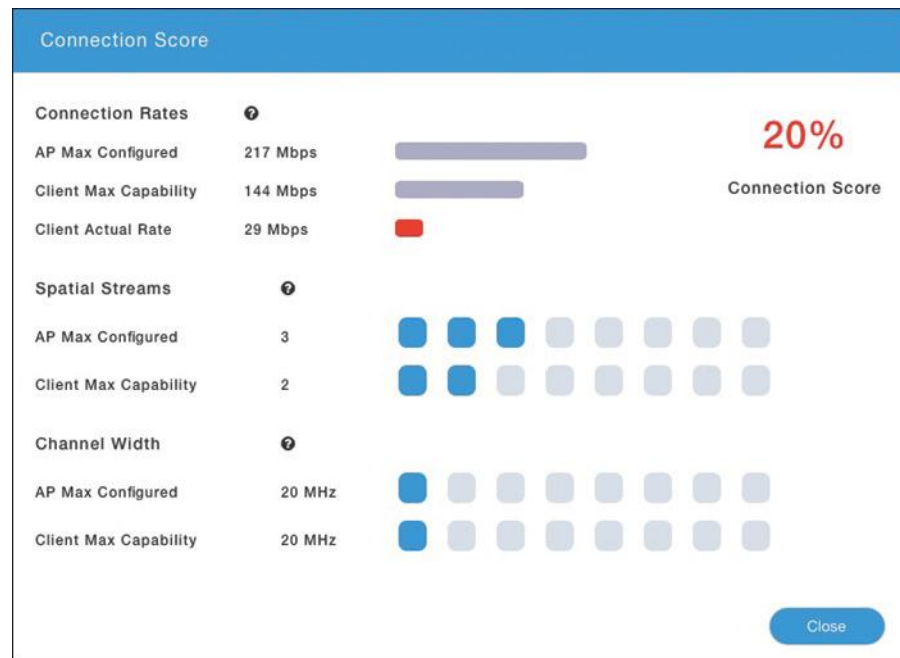 Connection Score
Connection Rates
20%
AP Max Configured 217 Mbps
Client Max Capability 144 Mbps
Connection Score
Client Actual Rate 29 Mbps
Spatial Streams
AP Max Configured 3
Client Max Capability 2
Channel Width
AP Max Configured 20 MHz
Client Max Capability 20 MHz
Close